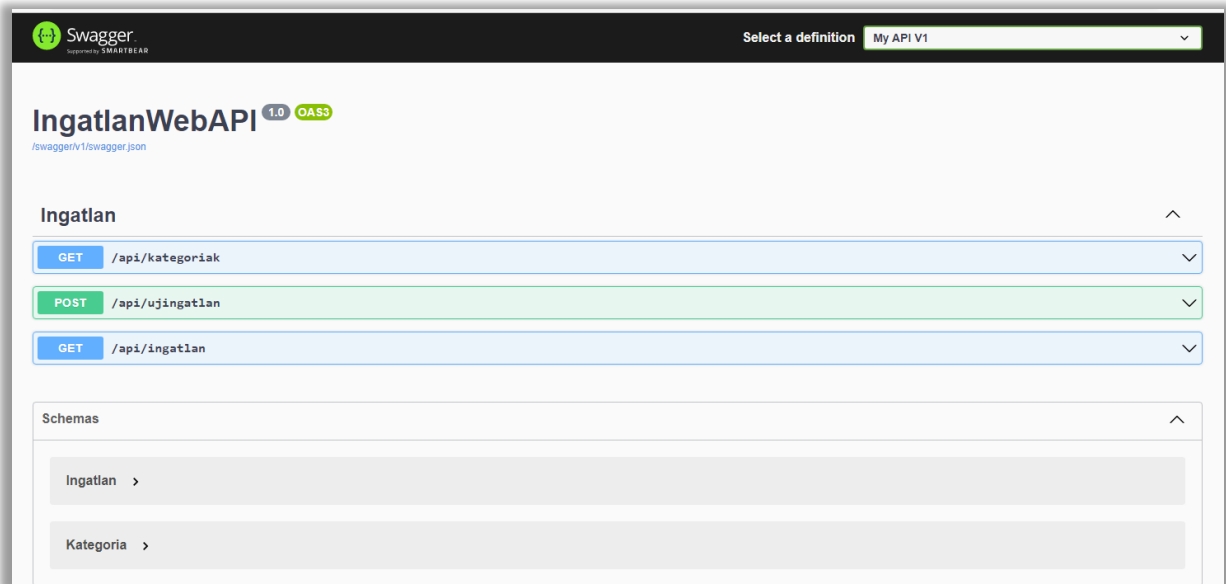 {··} Swagger.
Supported by SMARTBEAR
Select a definition
My API V1
IngatlanWebAPI 1.0 OAS3
/swagger/v1/swagger.json
Ingatlan
GET /api/kategoriak
POST /api/ujingatlan
GET /api/ingatlan
Schemas
Ingatlan
Kategoria